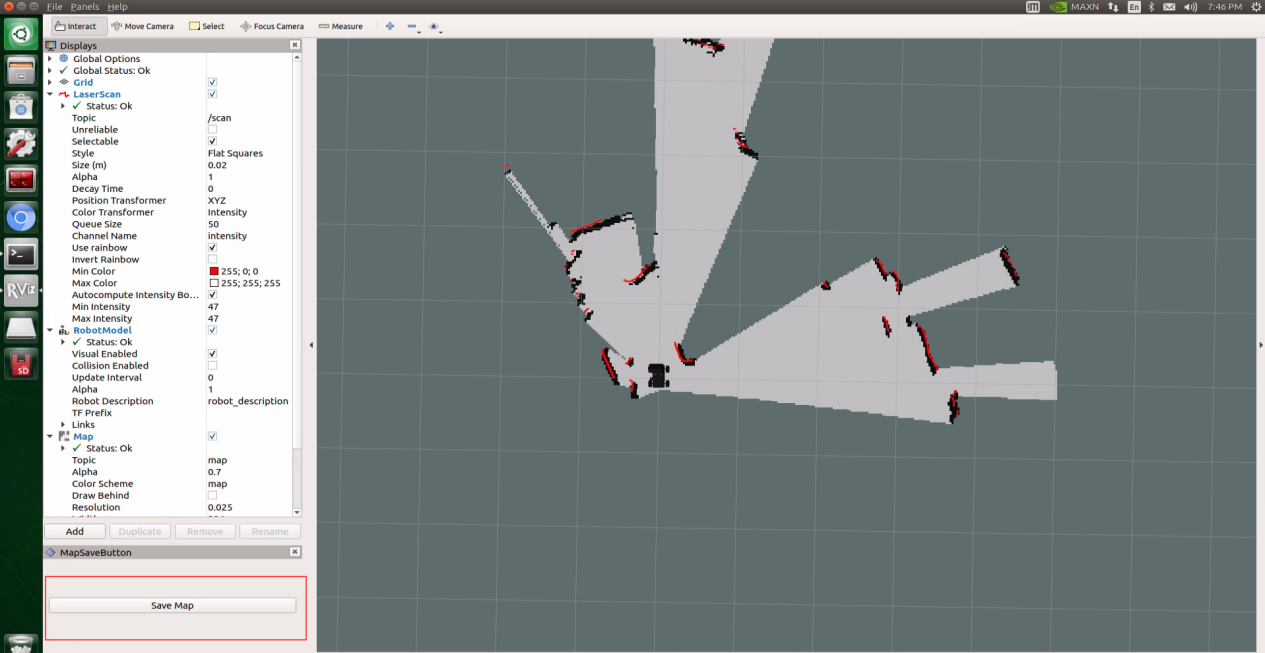 File Panels Help
MAXN En 7:46 PM
Interact Move Camera Select Focus Camera Measure
Displays
Global Options
Global Status: Ok
Grid
LaserScan
Status: Ok
Topic /scan
Unreliable
Selectable
Style Flat Squares
Size (m) 0.02
Alpha 1
Decay Time 0
Position Transformer XYZ
Color Transformer Intensity
Queue Size 50
Channel Name intensity
Use rainbow
Invert Rainbow
Min Color 255; 0; 0
Max Color 255; 255; 255
Autocompute Intensity Bo...
Min Intensity 47
Max Intensity 47
RobotModel
Status: Ok
Visual Enabled
Collision Enabled
Update Interval 0
Alpha 1
Robot Description robot_description
TF Prefix
Links
Map
Status: Ok
Topic map
Alpha 0.7
Color Scheme map
Draw Behind
Resolution 0.025
Add Duplicate Remove Rename
MapSaveButton
Save Map
RViz
SD